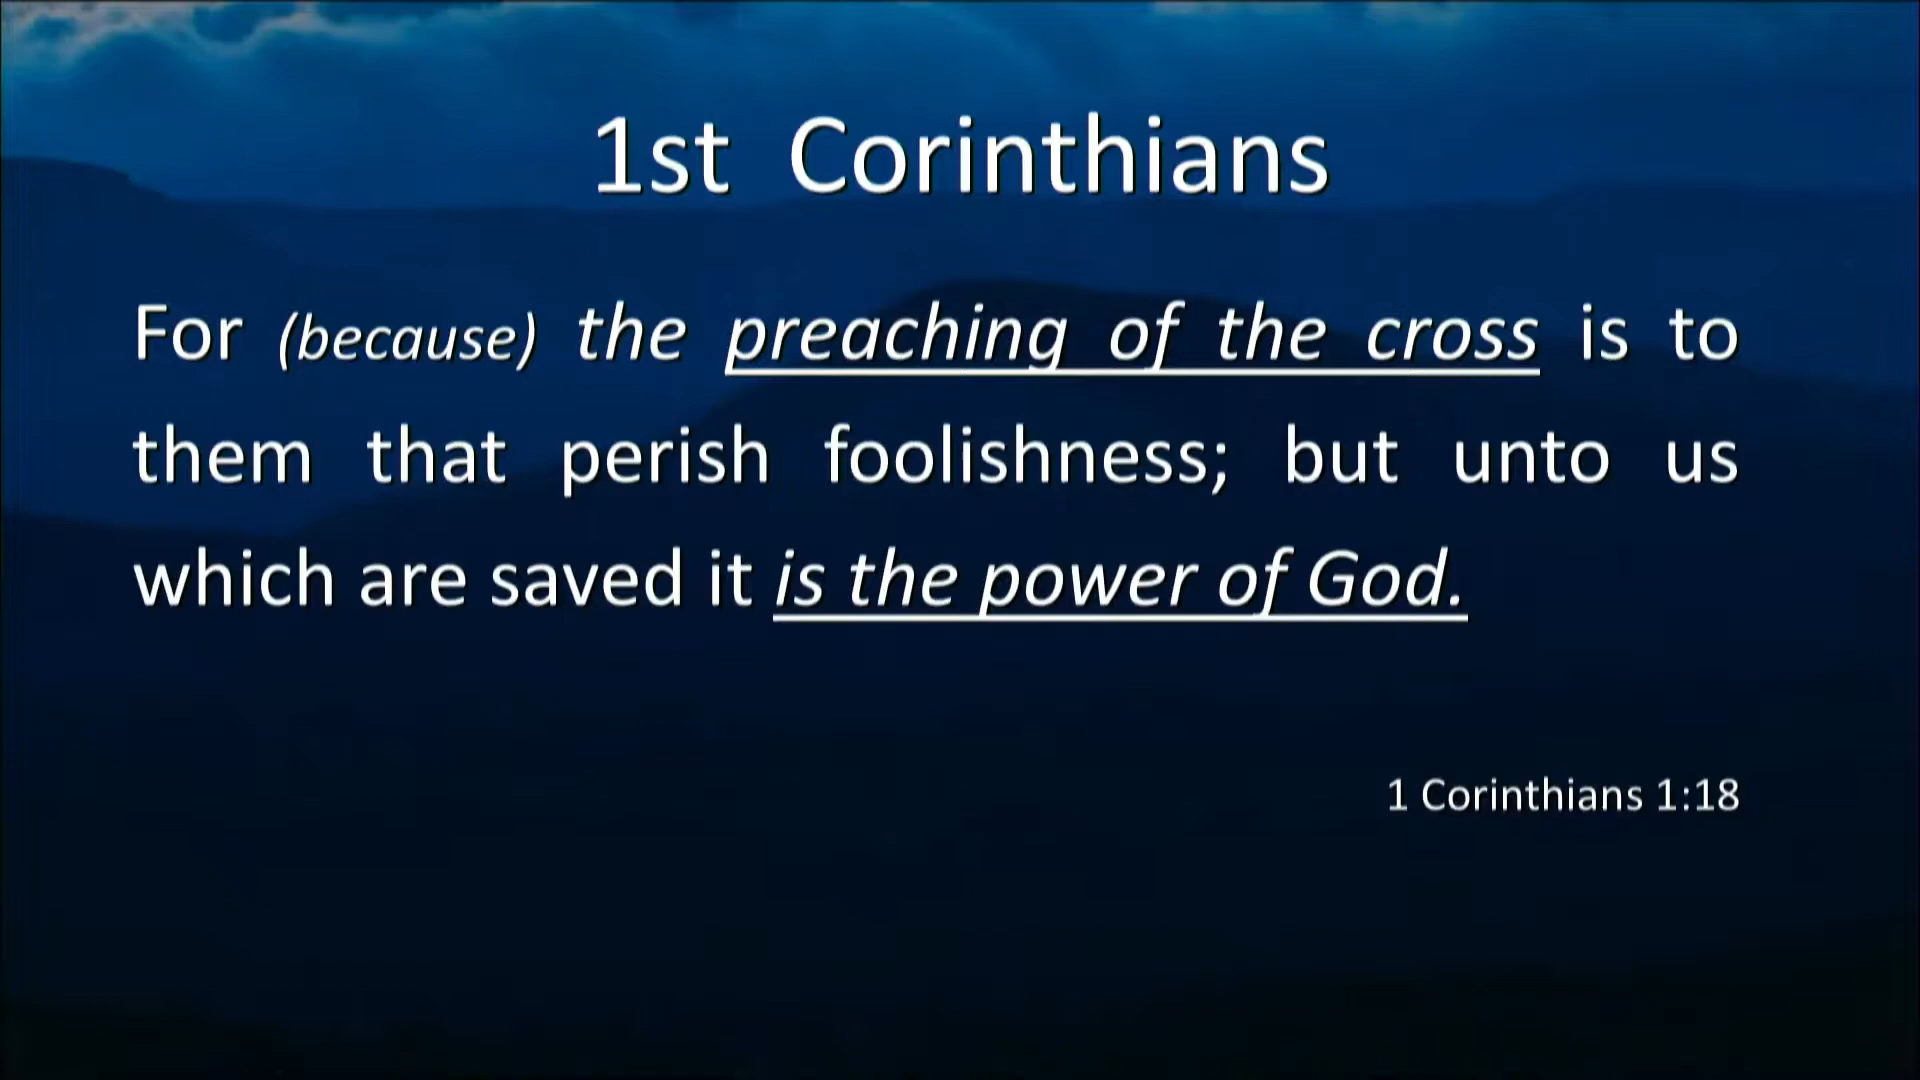 1st Corinthians
For (because) the preaching of the cross is to
them that perish foolishness; but unto us
which are saved it is the power of God.
1 Corinthians 1:18